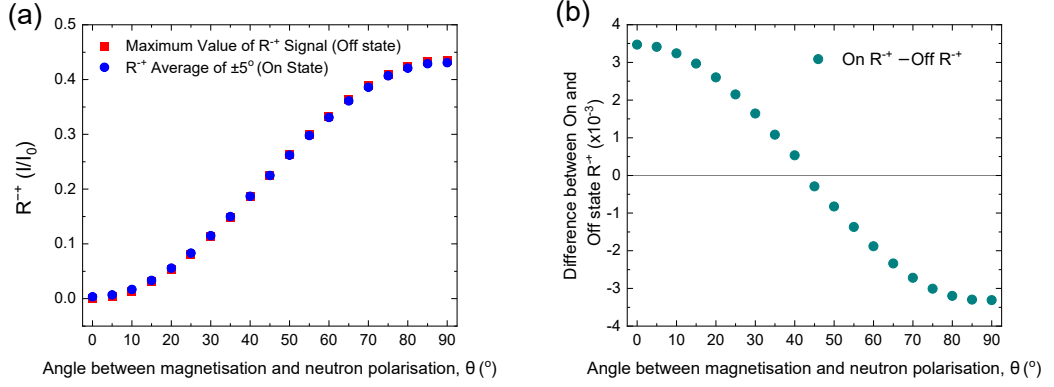 (a)
0.5
0.4
0.3
0.2
0.1
0.0
R⁻⁺ (I/I₀)
Maximum Value of R⁻⁺ Signal (Off state)
R⁻⁺ Average of ±5° (On State)
0 10 20 30 40 50 60 70 80 90
Angle between magnetisation and neutron polarisation, θ (°)
(b)
4
3
2
1
0
-1
-2
-3
-4
Difference between On and
Off state R⁻⁺ (x10⁻³)
On R⁻⁺ – Off R⁻⁺
0 10 20 30 40 50 60 70 80 90
Angle between magnetisation and neutron polarisation, θ (°)